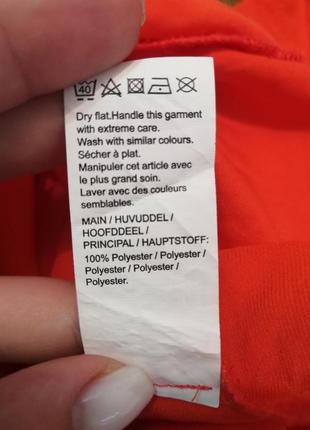 40
Dry flat.Handle this garment
with extreme care.
Wash with similar colours.
Sécher à plat.
Manipuler cet article avec
le plus grand soin.
Laver avec des couleurs
semblables.
MAIN / HUVUDDEL /
HOOFDDEEL /
PRINCIPAL / HAUPTSTOFF:
100% Polyester / Polyester
/ Polyester / Polyester /
Polyester.